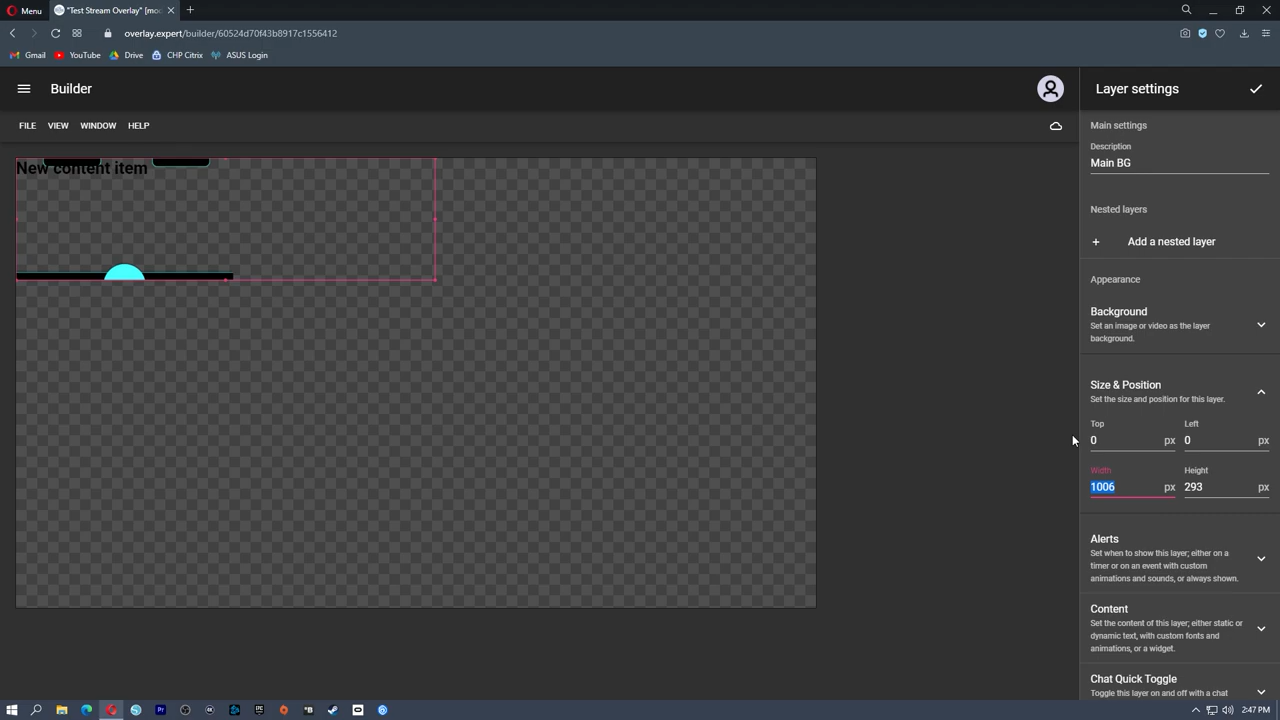 Menu
"Test Stream Overlay" [mod
overlay.expert/builder/60524d70f43b8917c1556412
Gmail
YouTube
Drive
CHP Citrix
ASUS Login
Builder
FILE
VIEW
WINDOW
HELP
New content item
Layer settings
Main settings
Description
Main BG
Nested layers
+ Add a nested layer
Appearance
Background
Set an image or video as the layer
background.
Size & Position
Set the size and position for this layer.
Top
Left
0 px
0 px
Width
Height
1006 px
293 px
Alerts
Set when to show this layer; either on a
timer or on an event with custom
animations and sounds, or always shown.
Content
Set the content of this layer; either static or
dynamic text, with custom fonts and
animations, or a widget.
Chat Quick Toggle
Toggle this layer on and off with a chat
2:47 PM